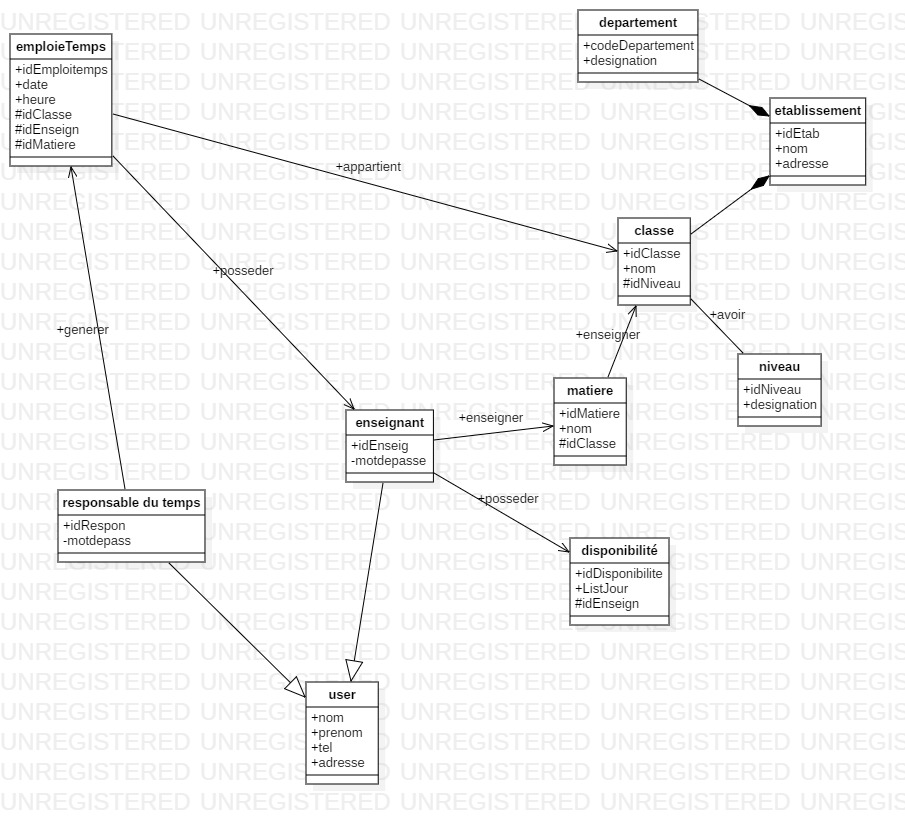 departement
+codeDepartement
+designation
emploieTemps
+idEmploitemps
+date
+heure
#idClasse
#idEnseign
#idMatiere
etablissement
+idEtab
+nom
+adresse
+appartient
classe
+idClasse
+nom
#idNiveau
+posseder
+avoir
+generer
+enseigner
niveau
+idNiveau
+designation
matiere
+idMatiere
+nom
#idClasse
enseignant
+idEnseig
-motdepasse
+enseigner
responsable du temps
+idRespon
-motdepass
+posseder
disponibilité
+idDisponibilite
+ListJour
#idEnseign
user
+nom
+prenom
+tel
+adresse
UNREGISTERED UNREGISTERED UNREGISTERED UNREGISTERED UNREGISTERED